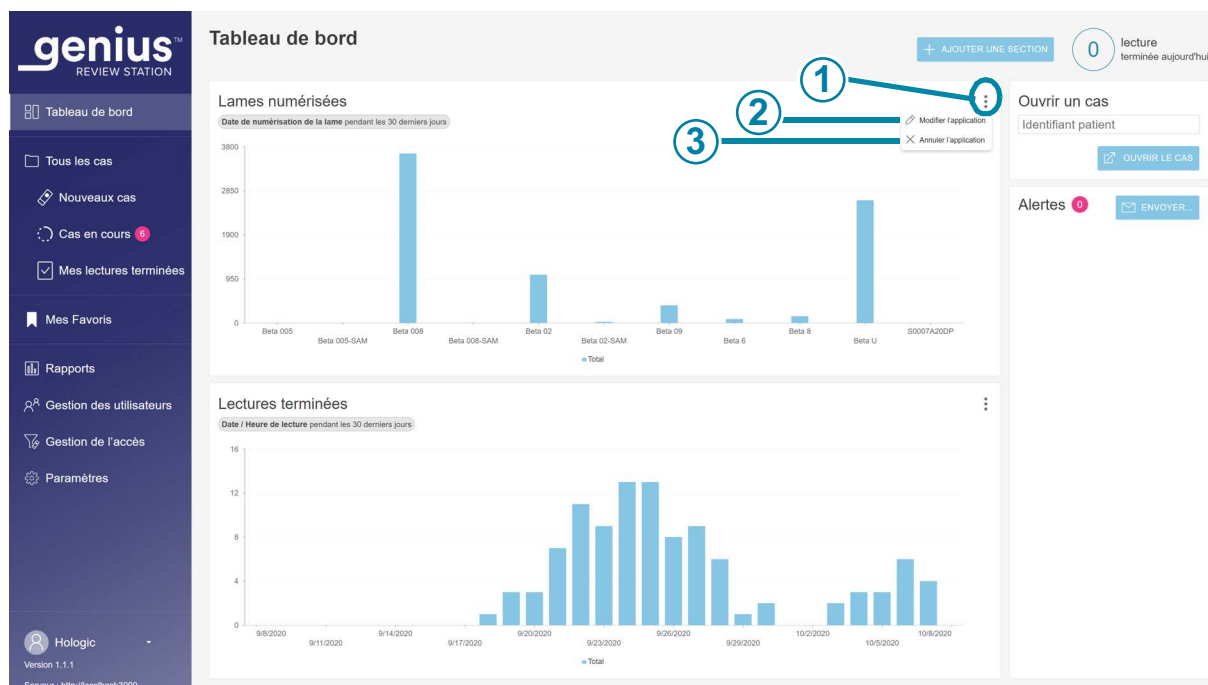 genius™
REVIEW STATION
Tableau de bord
Tous les cas
Nouveaux cas
Cas en cours 6
Mes lectures terminées
Mes Favoris
Rapports
Gestion des utilisateurs
Gestion de l'accès
Paramètres
Hologic
Version 1.1.1
Serveur : http://localhost:3000
Tableau de bord
+ AJOUTER UNE SECTION
0
lecture
terminée aujourd'hui
1
2
3
Lames numérisées
Date de numérisation de la lame pendant les 30 derniers jours
Modifier l'application
Annuler l'application
3800
2850
1900
950
0
Beta 005
Beta 005-SAM
Beta 008
Beta 008-SAM
Beta 02
Beta 02-SAM
Beta 09
Beta 6
Beta 8
Beta U
S0007A20DP
Total
Lectures terminées
Date / Heure de lecture pendant les 30 derniers jours
16
12
8
4
0
9/8/2020
9/11/2020
9/14/2020
9/17/2020
9/20/2020
9/23/2020
9/26/2020
9/29/2020
10/2/2020
10/5/2020
10/8/2020
Total
Ouvrir un cas
Identifiant patient
OUVRIR LE CAS
Alertes 0
ENVOYER...